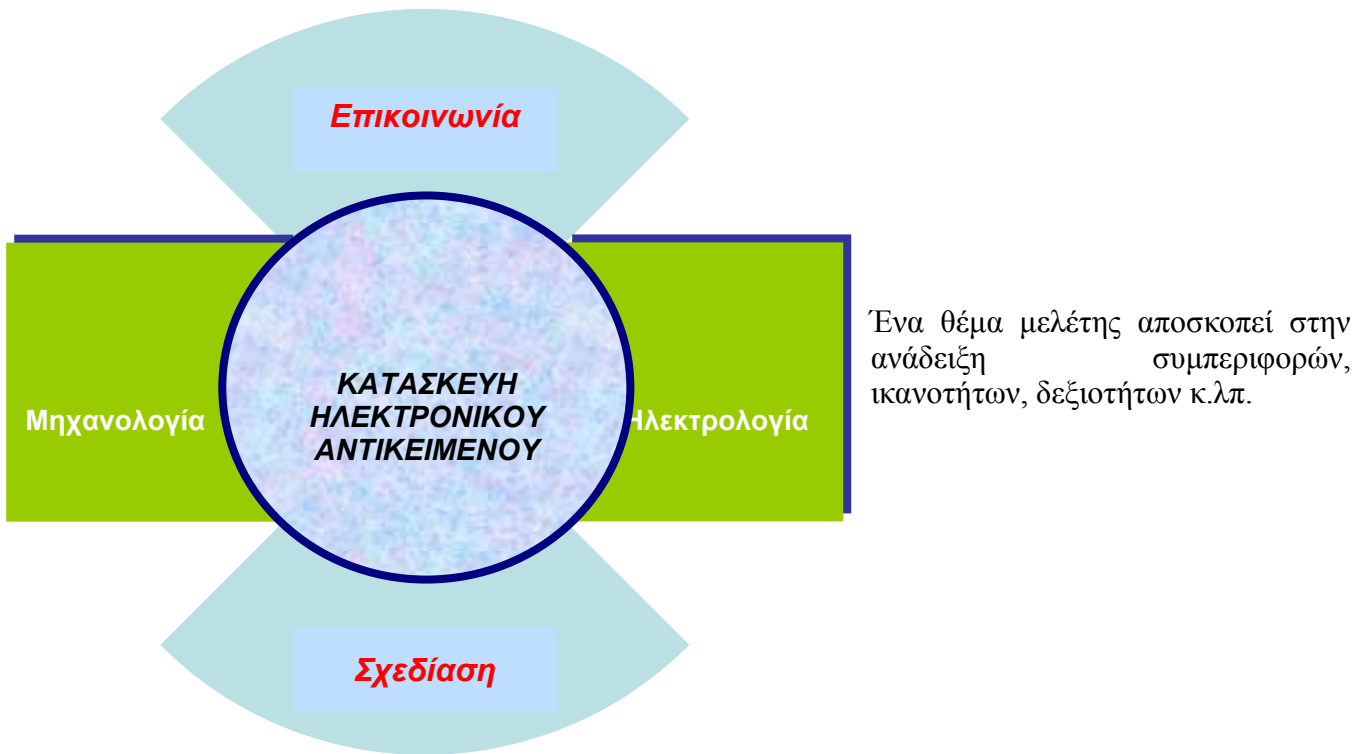 Επικοινωνία
Μηχανολογία
ΚΑΤΑΣΚΕΥΗ
ΗΛΕΚΤΡΟΝΙΚΟΥ
ΑΝΤΙΚΕΙΜΕΝΟΥ
Ηλεκτρολογία
Σχεδίαση
Ένα θέμα μελέτης αποσκοπεί στην
ανάδειξη συμπεριφορών,
ικανοτήτων, δεξιοτήτων κ.λπ.